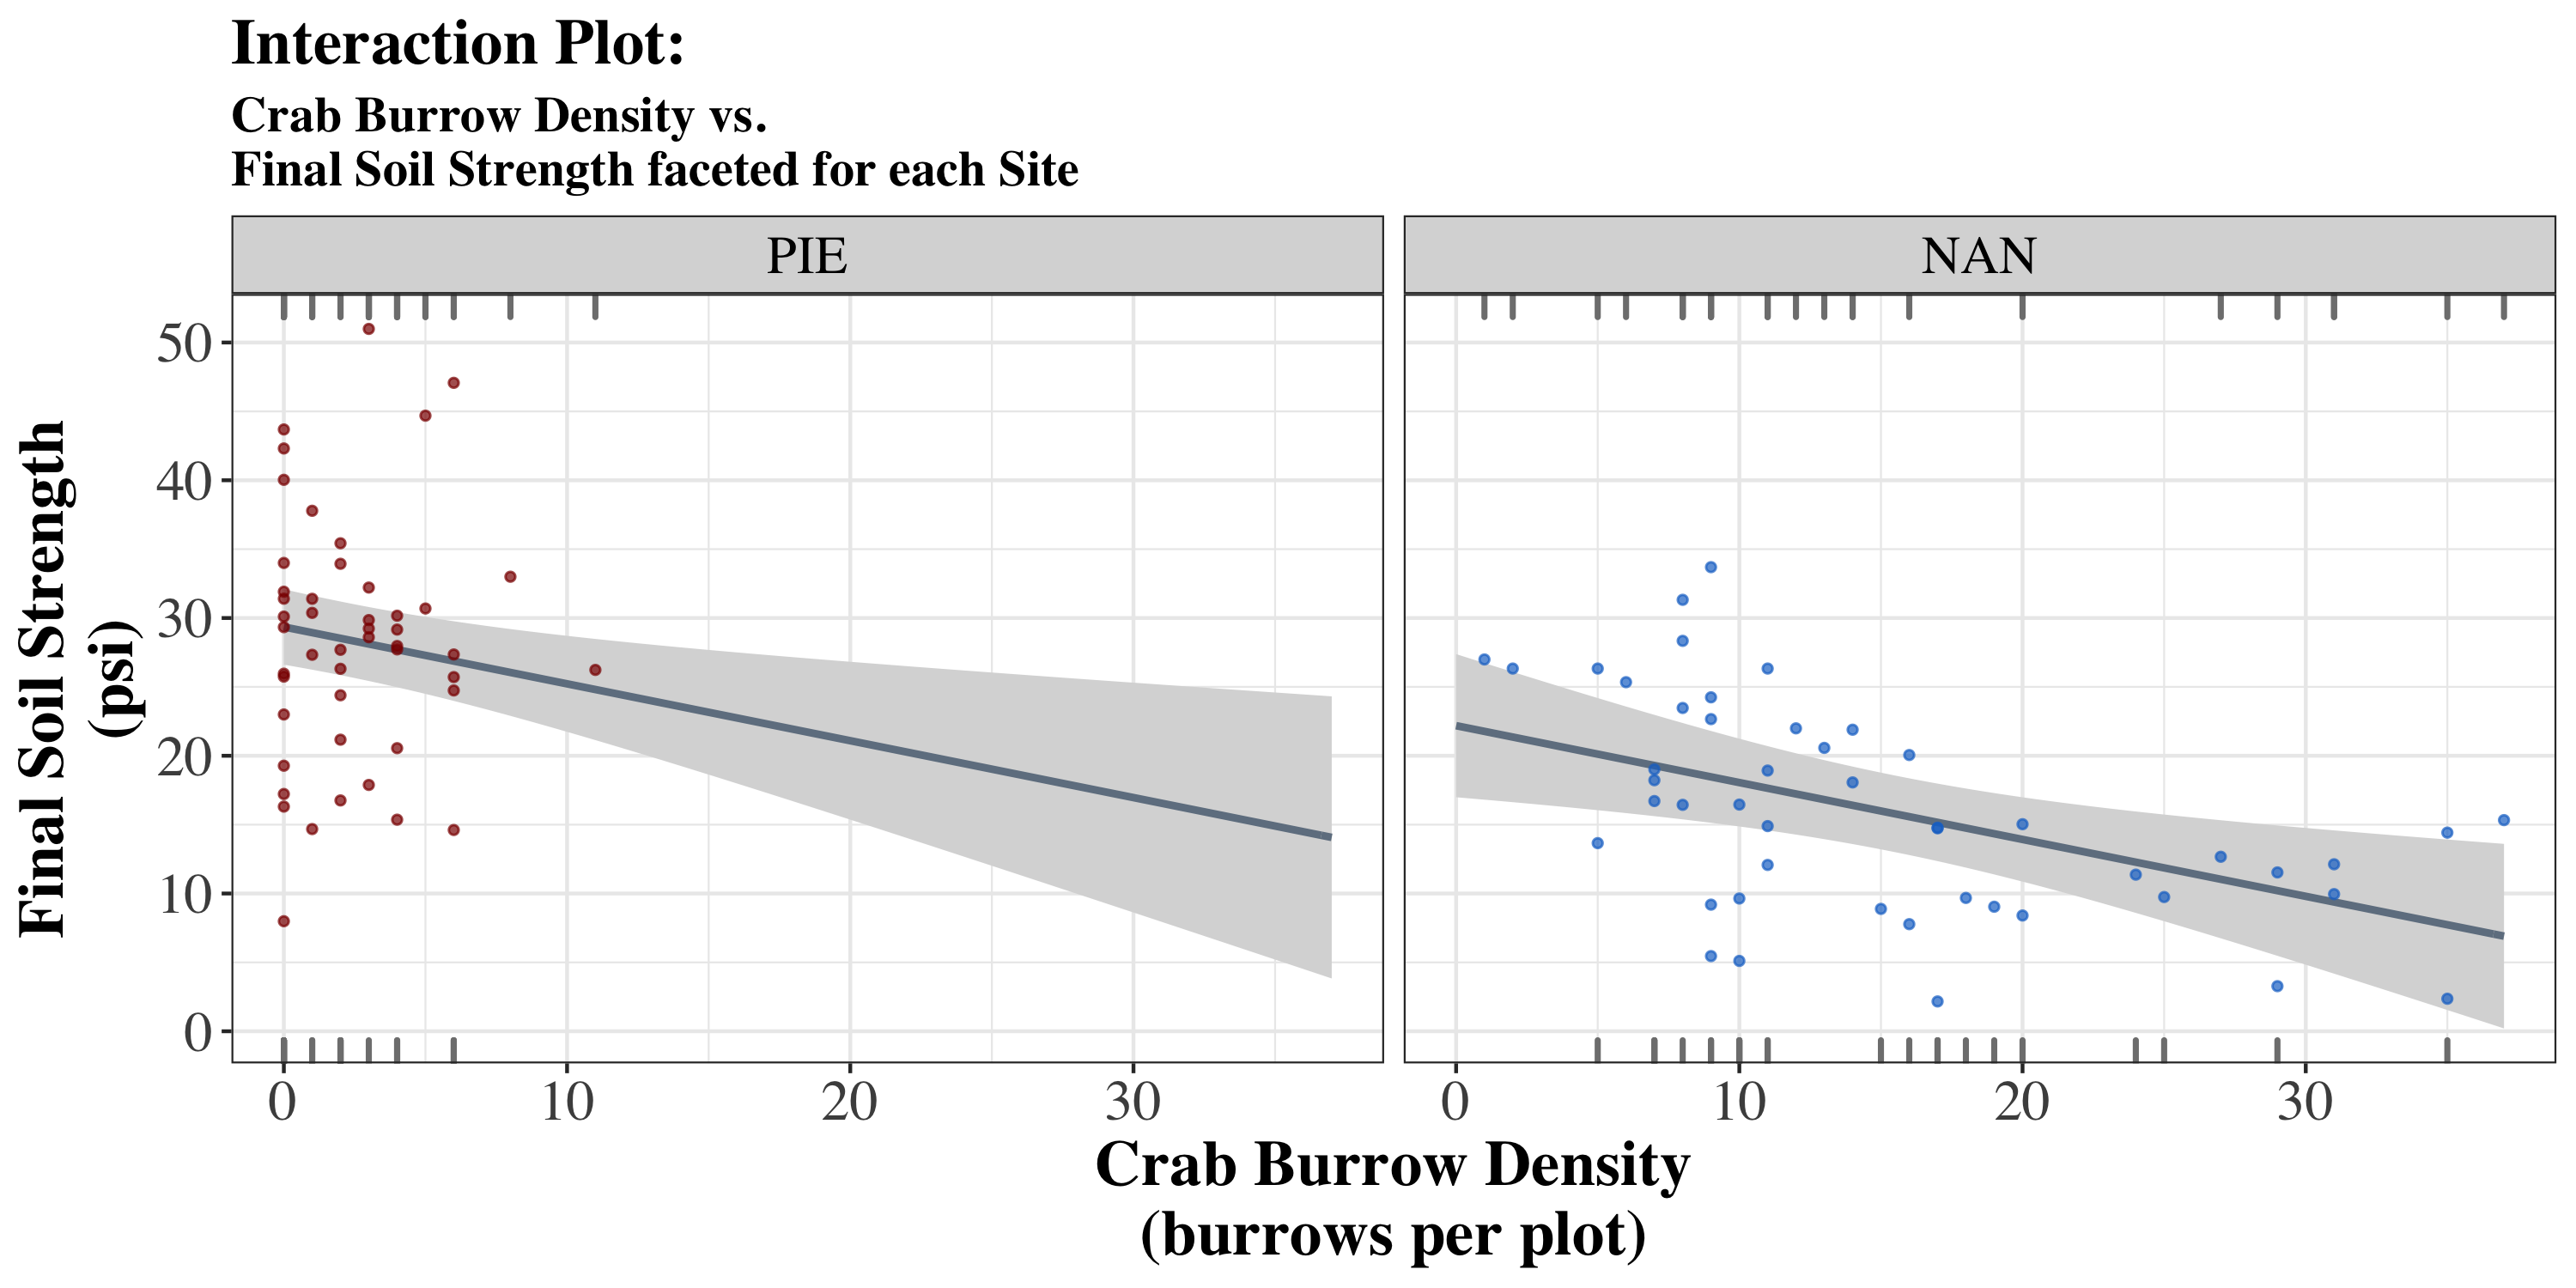 Interaction Plot:
Crab Burrow Density vs.
Final Soil Strength faceted for each Site
PIE
NAN
Final Soil Strength
(psi)
50
40
30
20
10
0
0
10
20
30
0
10
20
30
Crab Burrow Density
(burrows per plot)